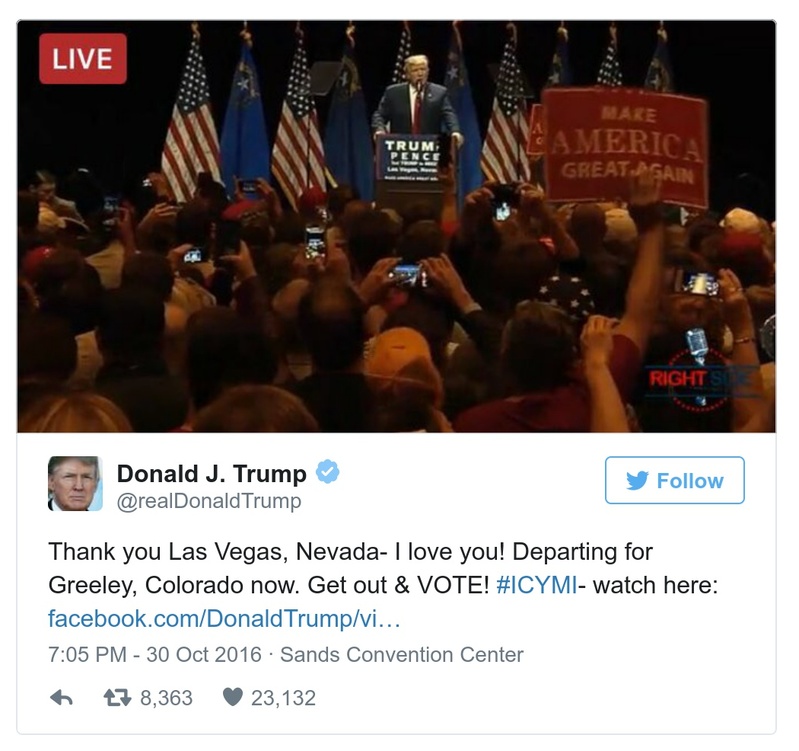 LIVE
TRUMP
PENCE
Las Vegas, Nevada
MAKE
AMERICA
GREAT AGAIN
RIGHT SIDE
Donald J. Trump
@realDonaldTrump
Follow
Thank you Las Vegas, Nevada- I love you! Departing for
Greeley, Colorado now. Get out & VOTE! #ICYMI- watch here:
facebook.com/DonaldTrump/vi…
7:05 PM - 30 Oct 2016 · Sands Convention Center
8,363
23,132